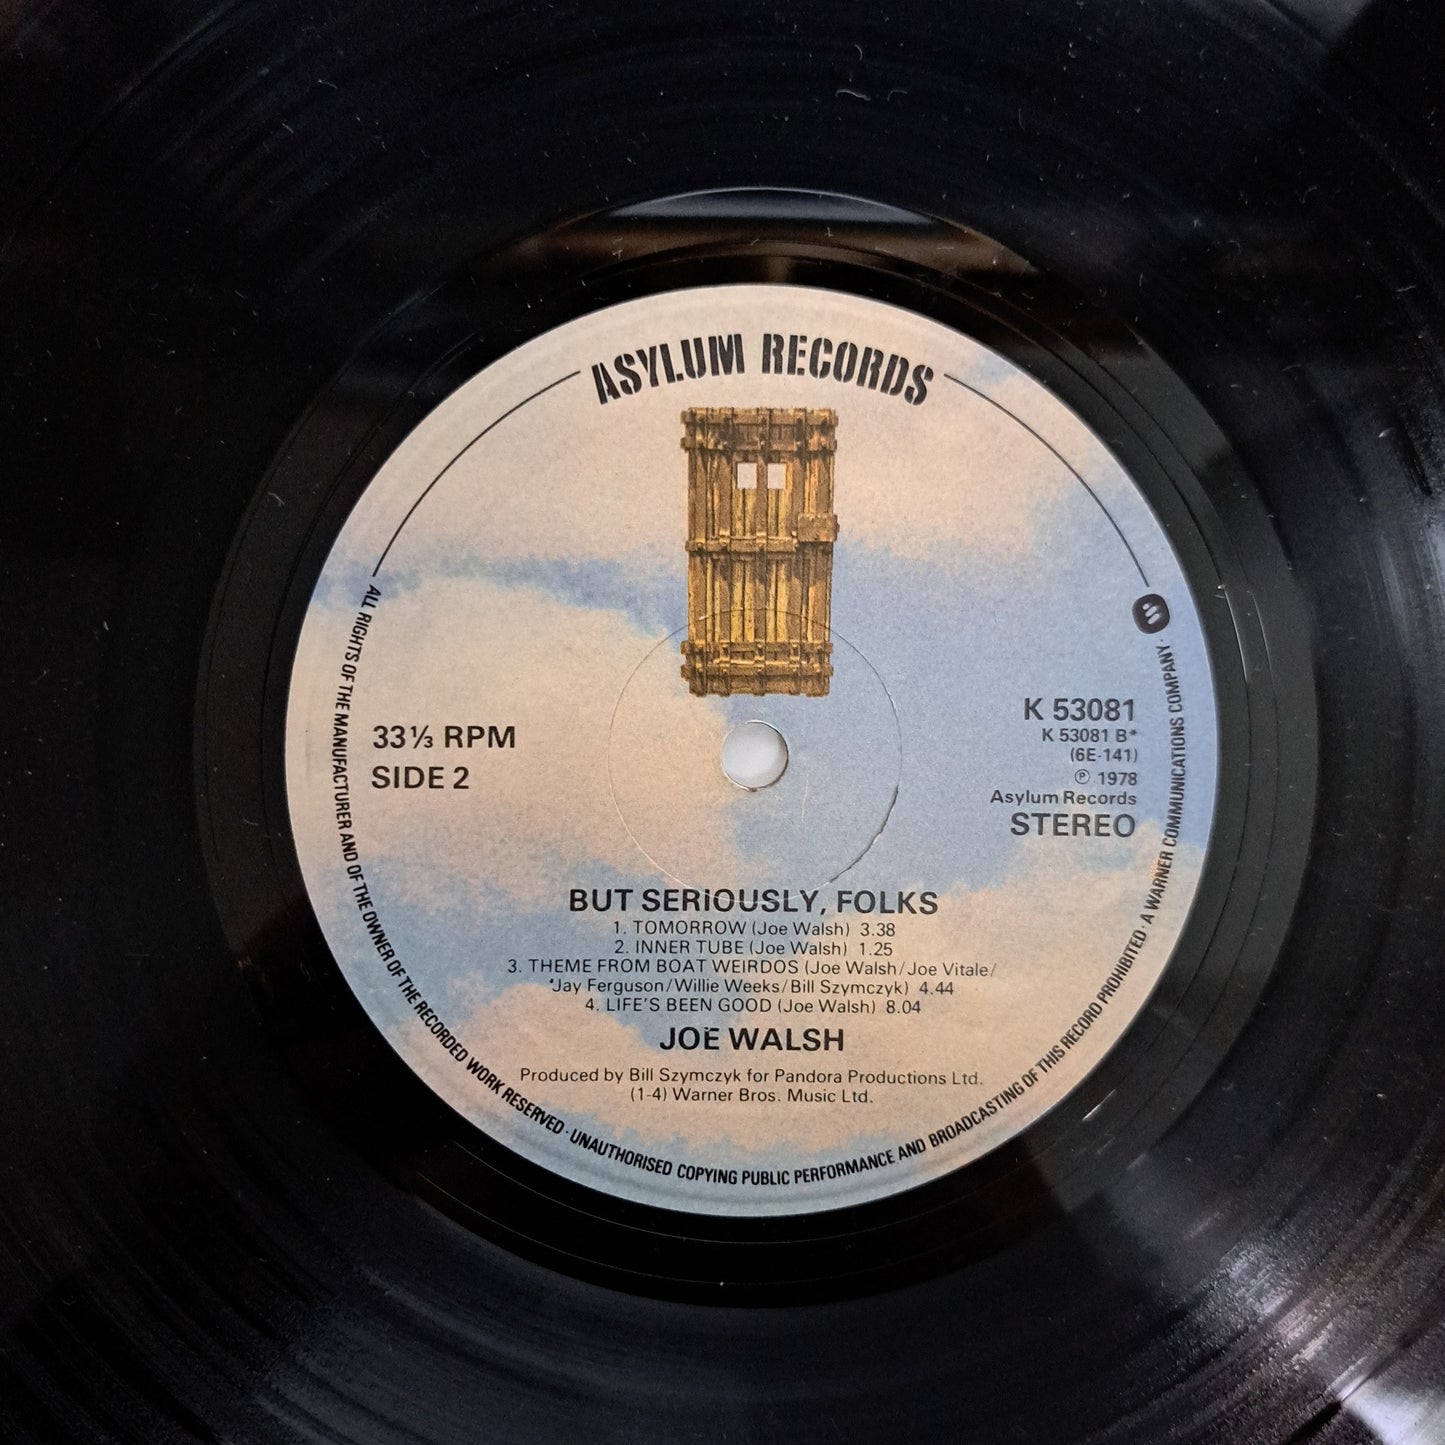 ASYLUM RECORDS
33⅓ RPM
SIDE 2
K 53081
K 53081 B*
(6E-141)
℗ 1978
Asylum Records
STEREO
BUT SERIOUSLY, FOLKS
1. TOMORROW (Joe Walsh) 3.38
2. INNER TUBE (Joe Walsh) 1.25
3. THEME FROM BOAT WEIRDOS (Joe Walsh/Joe Vitale/
Jay Ferguson/Willie Weeks/Bill Szymczyk) 4.44
4. LIFE'S BEEN GOOD (Joe Walsh) 8.04
JOE WALSH
Produced by Bill Szymczyk for Pandora Productions Ltd.
(1-4) Warner Bros. Music Ltd.
ALL RIGHTS OF THE MANUFACTURER AND OF THE OWNER OF THE RECORDED WORK RESERVED · UNAUTHORISED COPYING PUBLIC PERFORMANCE AND BROADCASTING OF THIS RECORD PROHIBITED · A WARNER COMMUNICATIONS COMPANY ·